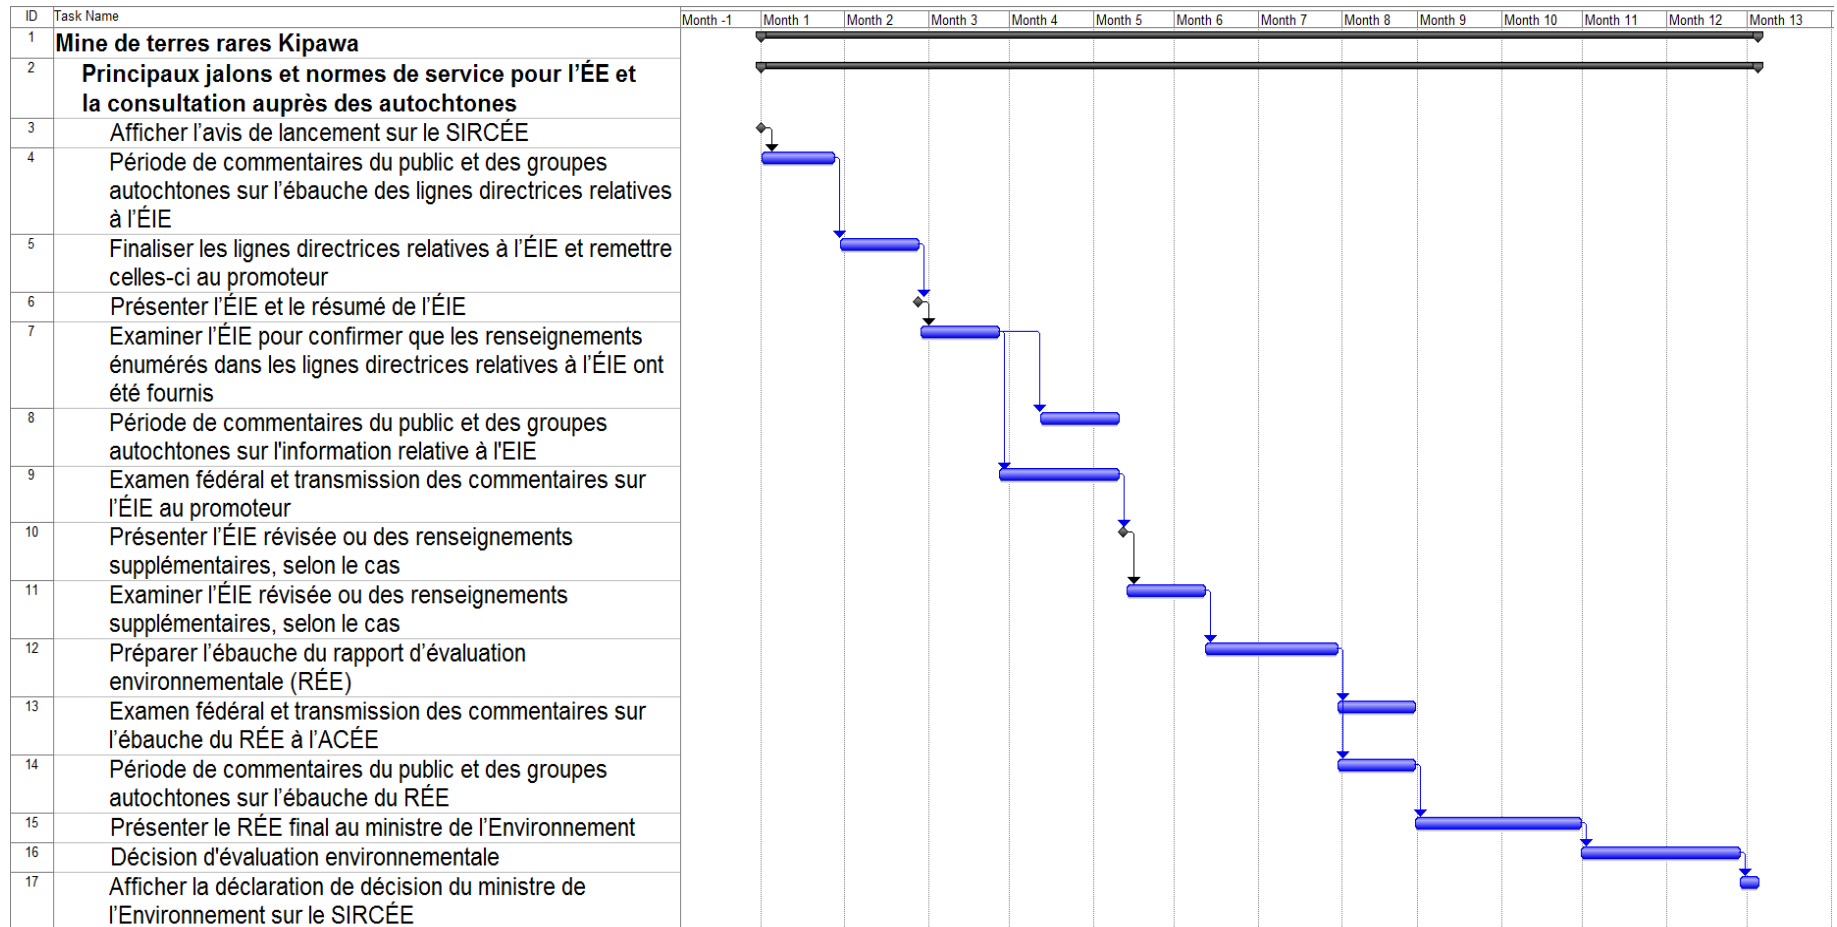 ID Task Name Month -1 Month 1 Month 2 Month 3 Month 4 Month 5 Month 6 Month 7 Month 8 Month 9 Month 10 Month 11 Month 12 Month 13
1 Mine de terres rares Kipawa
2 Principaux jalons et normes de service pour l’ÉE et
la consultation auprès des autochtones
3 Afficher l’avis de lancement sur le SIRCÉE
4 Période de commentaires du public et des groupes
autochtones sur l’ébauche des lignes directrices relatives
à l’ÉIE
5 Finaliser les lignes directrices relatives à l’ÉIE et remettre
celles-ci au promoteur
6 Présenter l’ÉIE et le résumé de l’ÉIE
7 Examiner l’ÉIE pour confirmer que les renseignements
énumérés dans les lignes directrices relatives à l’ÉIE ont
été fournis
8 Période de commentaires du public et des groupes
autochtones sur l'information relative à l'EIE
9 Examen fédéral et transmission des commentaires sur
l’ÉIE au promoteur
10 Présenter l’ÉIE révisée ou des renseignements
supplémentaires, selon le cas
11 Examiner l’ÉIE révisée ou des renseignements
supplémentaires, selon le cas
12 Préparer l’ébauche du rapport d’évaluation
environnementale (RÉE)
13 Examen fédéral et transmission des commentaires sur
l’ébauche du RÉE à l’ACÉE
14 Période de commentaires du public et des groupes
autochtones sur l’ébauche du RÉE
15 Présenter le RÉE final au ministre de l’Environnement
16 Décision d'évaluation environnementale
17 Afficher la déclaration de décision du ministre de
l’Environnement sur le SIRCÉE